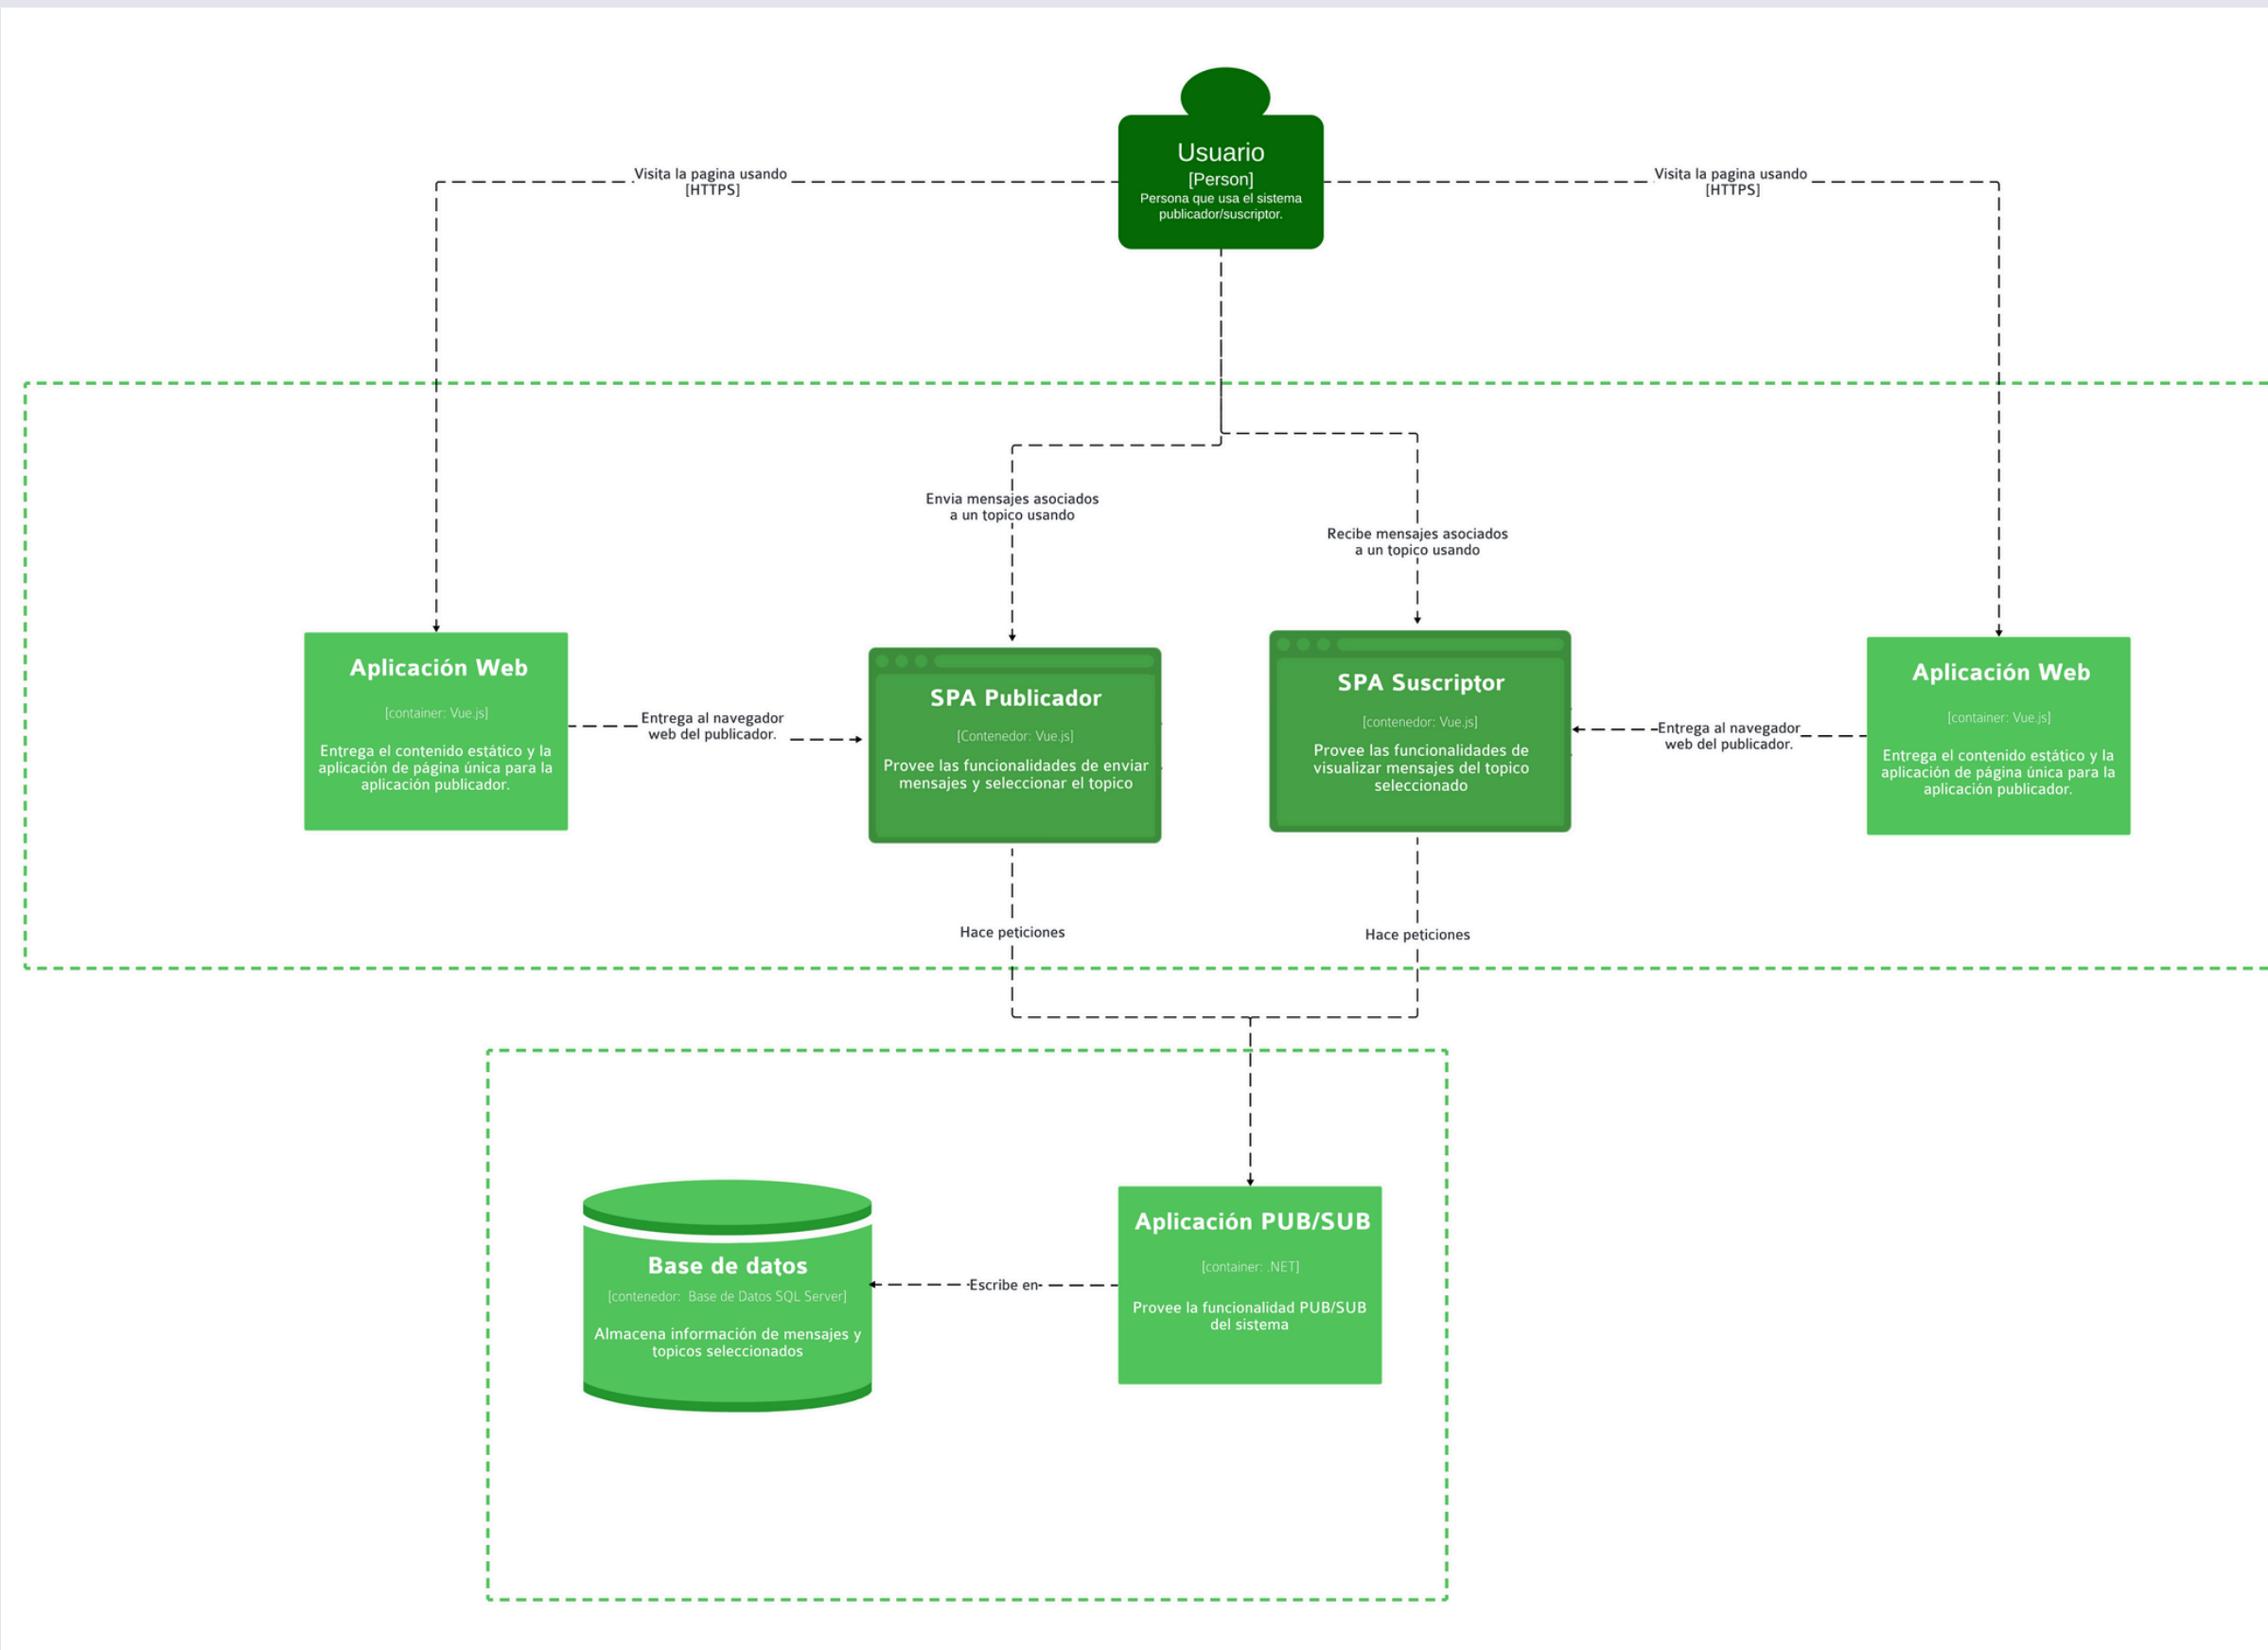 Usuario
[Person]
Persona que usa el sistema
publicador/suscriptor.
Visita la pagina usando
[HTTPS]
Visita la pagina usando
[HTTPS]
Envia mensajes asociados
a un topico usando
Recibe mensajes asociados
a un topico usando
Aplicación Web
[container: Vue.js]
Entrega el contenido estático y la
aplicación de página única para la
aplicación publicador.
Entrega al navegador
web del publicador.
SPA Publicador
[Contenedor: Vue.js]
Provee las funcionalidades de enviar
mensajes y seleccionar el topico
SPA Suscriptor
[contenedor: Vue.js]
Provee las funcionalidades de
visualizar mensajes del topico
seleccionado
Entrega al navegador
web del publicador.
Aplicación Web
[container: Vue.js]
Entrega el contenido estático y la
aplicación de página única para la
aplicación publicador.
Hace peticiones
Hace peticiones
Base de datos
[contenedor: Base de Datos SQL Server]
Almacena información de mensajes y
topicos seleccionados
Escribe en
Aplicación PUB/SUB
[container: .NET]
Provee la funcionalidad PUB/SUB
del sistema